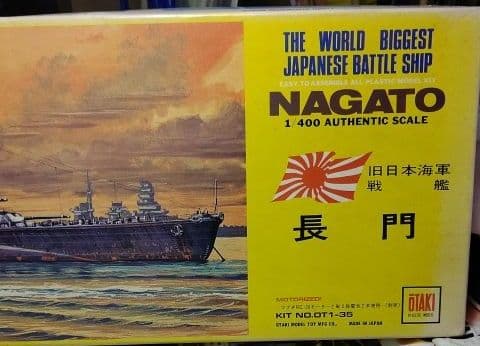 THE WORLD BIGGEST
JAPANESE BATTLE SHIP
EASY TO ASSEMBLE ALL PLASTIC MODEL KIT
NAGATO
1/400 AUTHENTIC SCALE
旧日本海軍
戦艦
長門
MOTORIZED!
KIT NO.OT1-35
OTAKI MODEL TOY MFG CO., MADE IN JAPAN
OTAKI